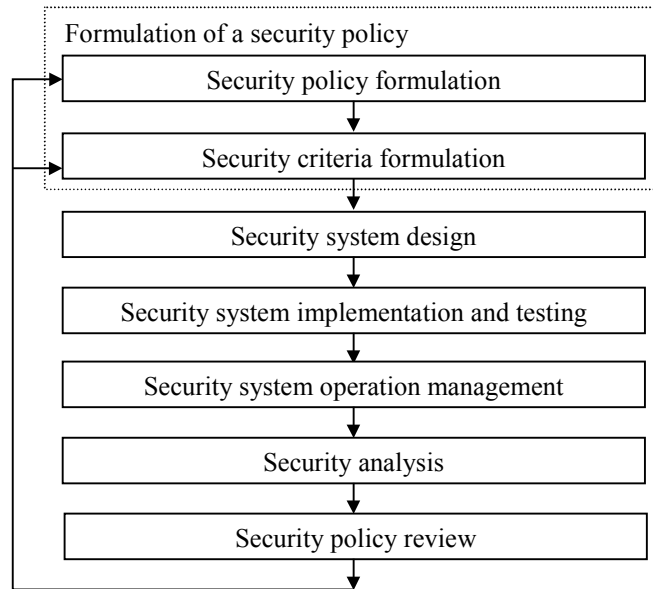 Formulation of a security policy
Security policy formulation
Security criteria formulation
Security system design
Security system implementation and testing
Security system operation management
Security analysis
Security policy review